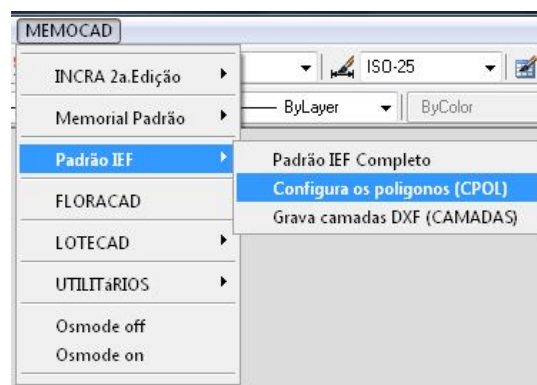 MEMOCAD
ISO-25
INCRA 2a.Edição
Memorial Padrão
ByLayer
ByColor
Padrão IEF
Padrão IEF Completo
Configura os poligonos (CPOL)
Grava camadas DXF (CAMADAS)
FLORACAD
LOTECAD
UTILITáRIOS
Osmode off
Osmode on